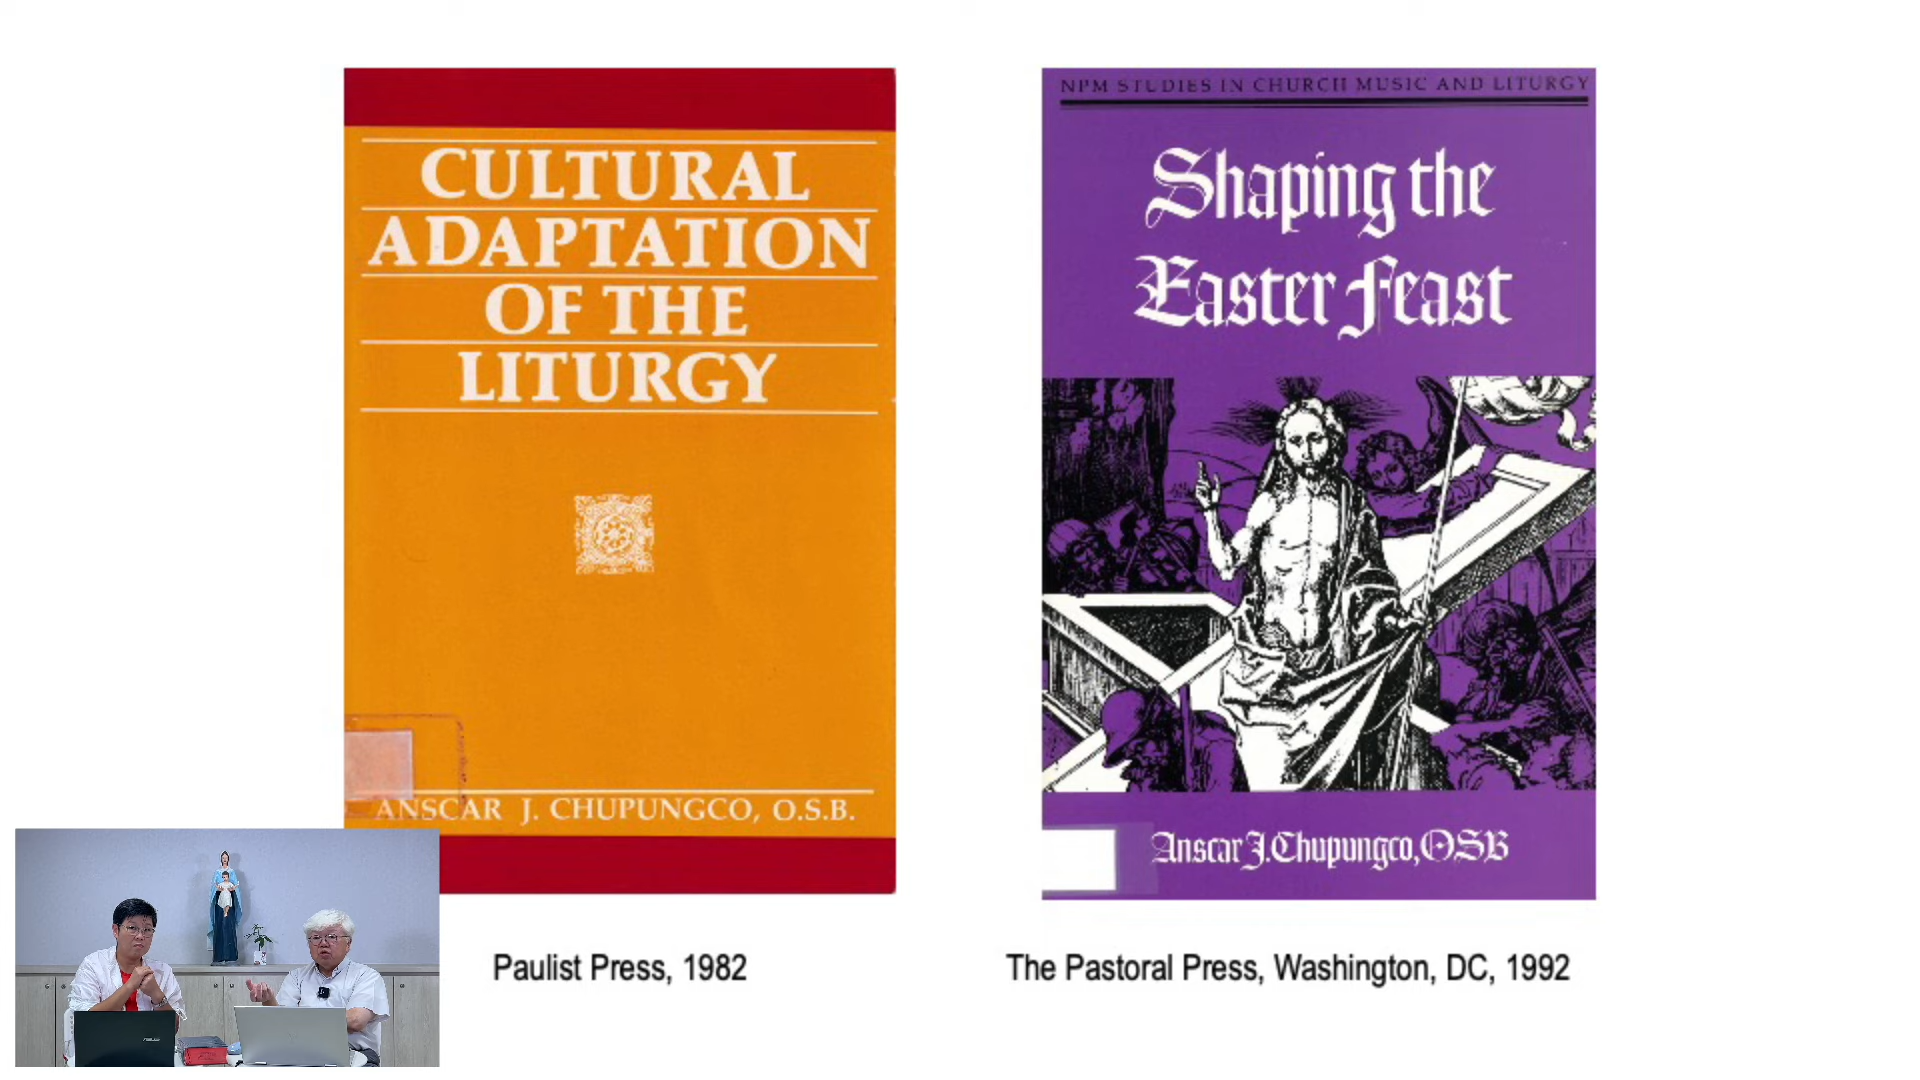 CULTURAL
ADAPTATION
OF THE
LITURGY
ANSCAR J. CHUPUNGCO, O.S.B.
Paulist Press, 1982
NPM STUDIES IN CHURCH MUSIC AND LITURGY
Shaping the
Easter Feast
Anscar J. Chupungco, OSB
The Pastoral Press, Washington, DC, 1992